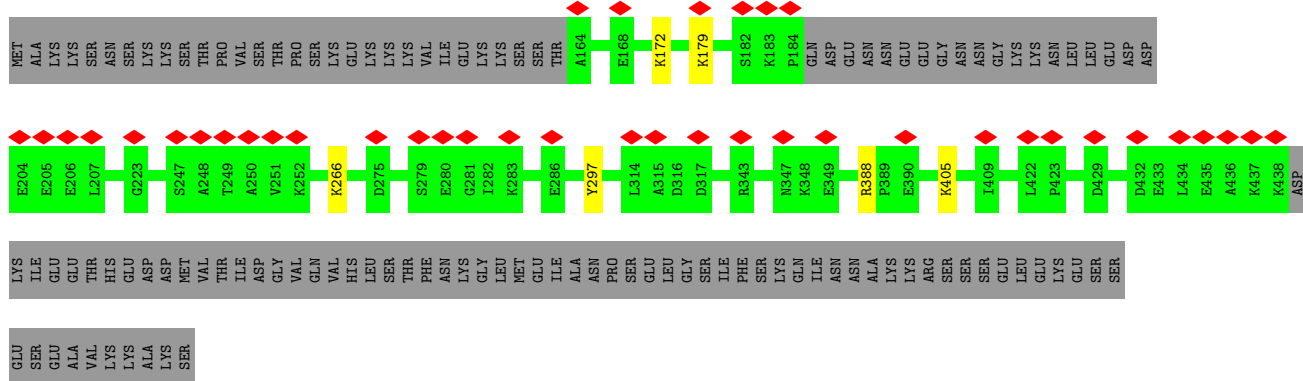 MET ALA LYS LYS SER ASN SER LYS LYS SER THR PRO VAL SER THR PRO SER LYS GLU LYS LYS LYS VAL ILE GLU LYS LYS SER SER THR A164 E168 K172 K179 S182 K183 P184 GLN ASP GLU ASN ASN GLU GLU GLY ASN ASN GLY LYS LYS ASN LEU LEU GLU ASP ASP
E204 E205 E206 L207 G223 S247 A248 T249 A250 V251 K252 K266 D275 S279 E280 G281 I282 K283 E286 Y297 L314 A315 D316 D317 R343 N347 K348 E349 R388 P389 E390 K405 I409 L422 P423 D429 D432 E433 L434 E435 A436 K437 K438 ASP
LYS ILE GLU GLU THR HIS GLU ASP ASP MET VAL THR ILE ASP GLY VAL GLN VAL HIS LEU SER THR PHE ASN LYS GLY LEU MET GLU ILE ALA ASN PRO SER GLU LEU GLY SER ILE PHE SER LYS GLN ILE ASN ASN ALA LYS LYS ARG SER SER SER GLU LEU GLU LYS GLU SER SER
GLU SER GLU ALA VAL LYS LYS ALA LYS SER